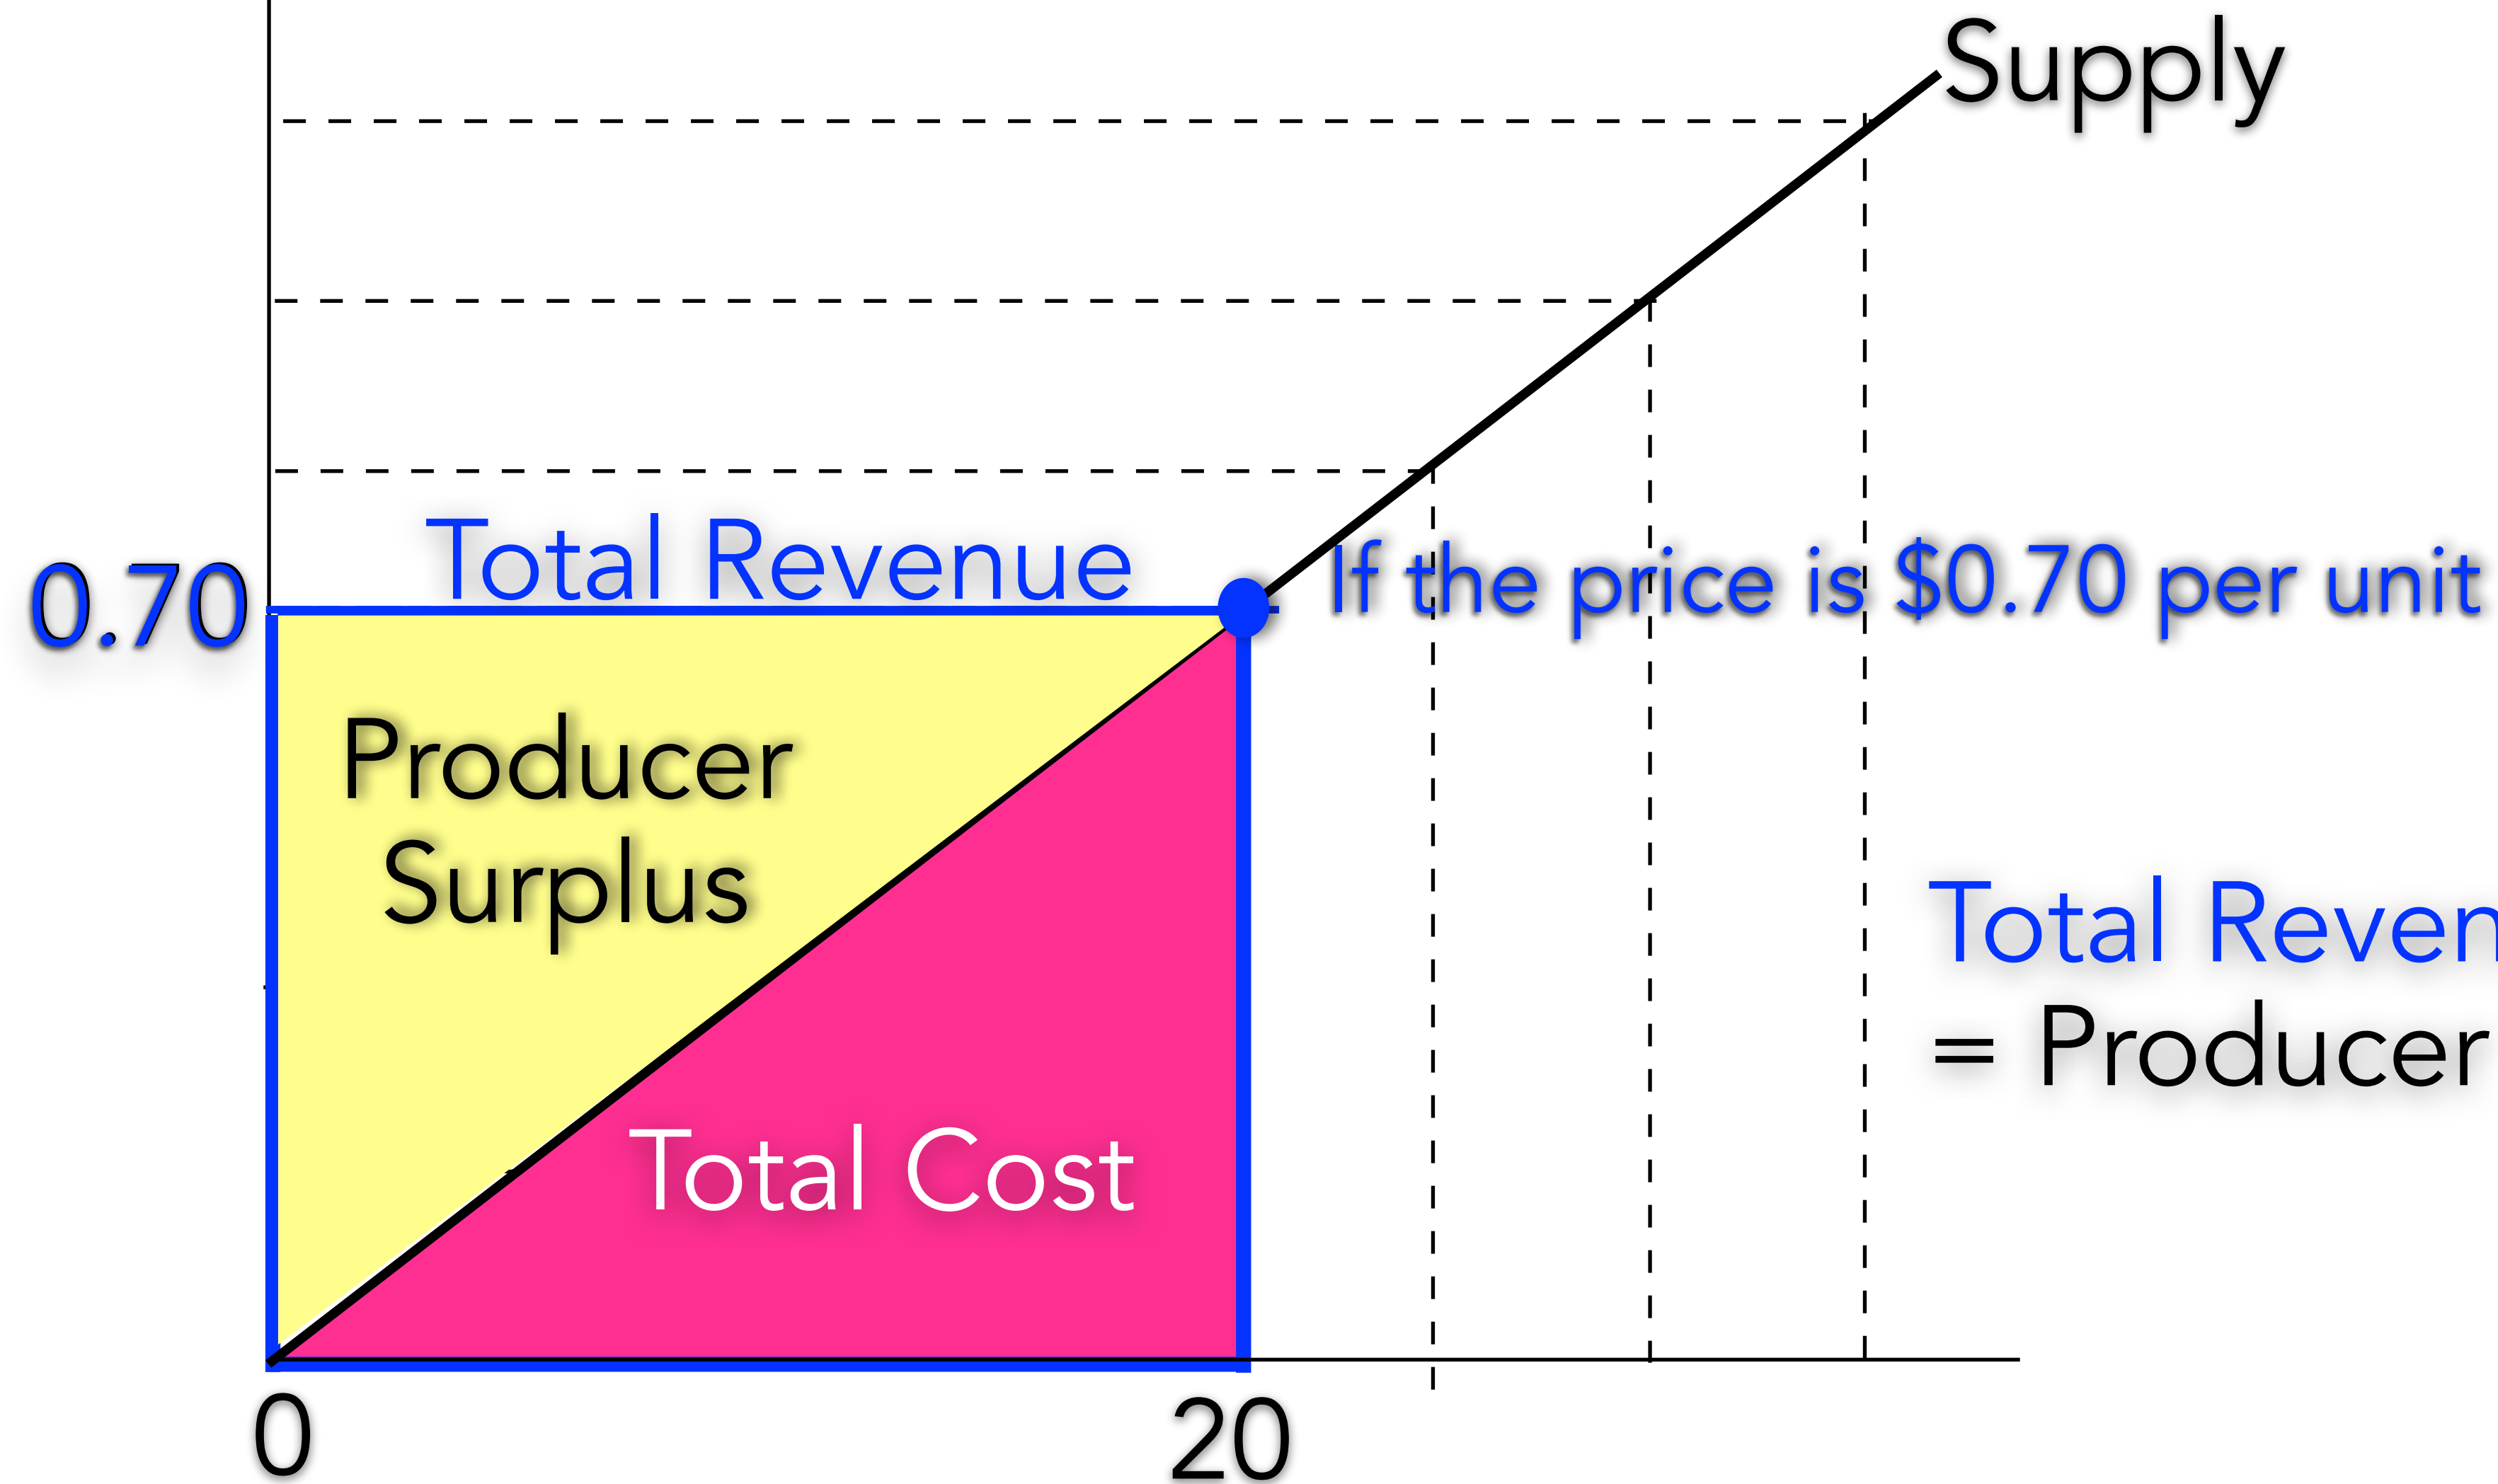 Supply
Total Revenue
0.70
If the price is $0.70 per unit
Producer
Surplus
Total
= Producer
Total Cost
0
20